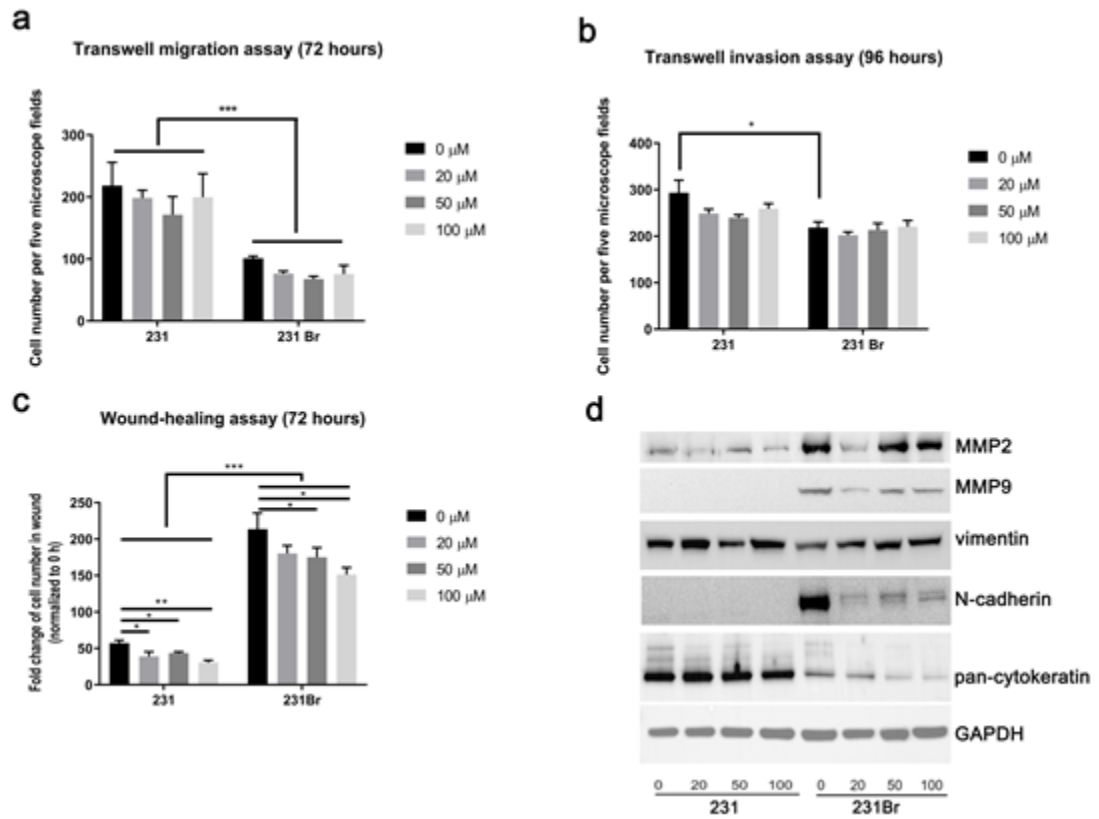 a
Transwell migration assay (72 hours)
Cell number per five microscope fields
300
200
100
0
***
231
231 Br
0 μM
20 μM
50 μM
100 μM
b
Transwell invasion assay (96 hours)
Cell number per five microscope fields
400
300
200
100
0
*
231
231 Br
0 μM
20 μM
50 μM
100 μM
c
Wound-healing assay (72 hours)
Fold change of cell number in wound
(normalized to 0 h)
250
200
150
100
50
0
***
*
*
**
*
*
231
231Br
0 μM
20 μM
50 μM
100 μM
d
MMP2
MMP9
vimentin
N-cadherin
pan-cytokeratin
GAPDH
0 20 50 100 0 20 50 100
231 231Br